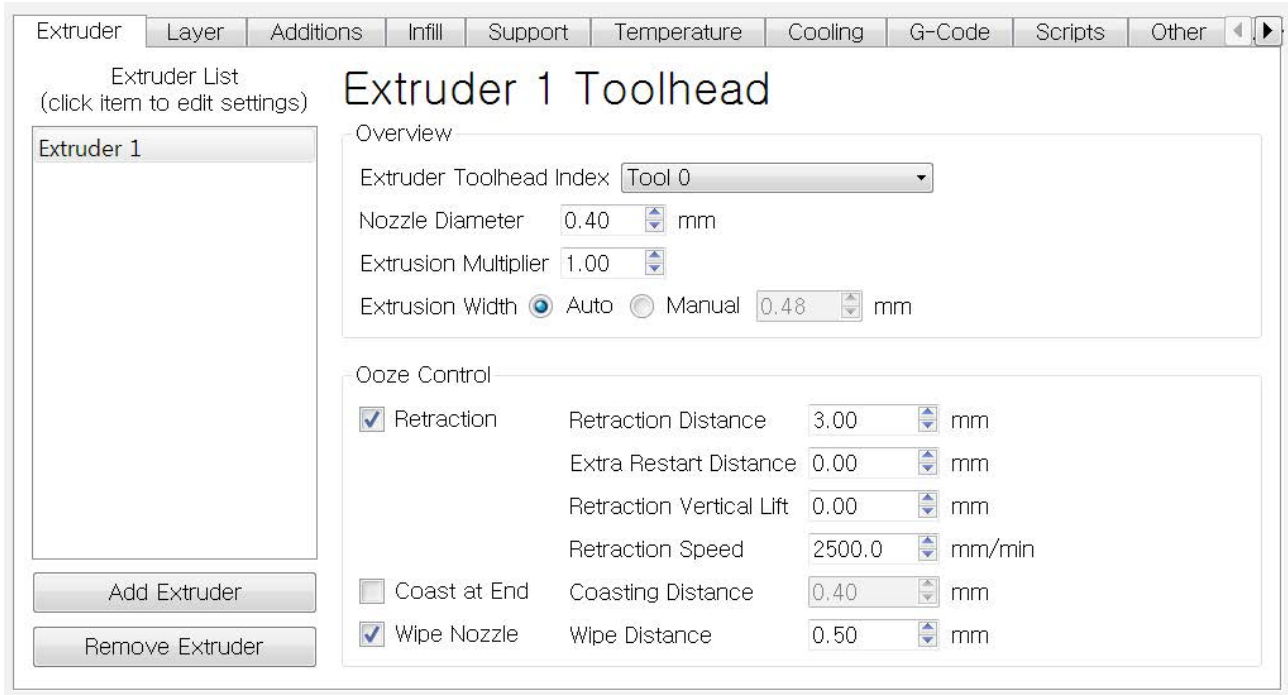 Extruder Layer Additions Infill Support Temperature Cooling G-Code Scripts Other
Extruder List
(click item to edit settings)
Extruder 1
Add Extruder
Remove Extruder
Extruder 1 Toolhead
Overview
Extruder Toolhead Index Tool 0
Nozzle Diameter 0.40 mm
Extrusion Multiplier 1.00
Extrusion Width Auto Manual 0.48 mm
Ooze Control
Retraction Retraction Distance 3.00 mm
Extra Restart Distance 0.00 mm
Retraction Vertical Lift 0.00 mm
Retraction Speed 2500.0 mm/min
Coast at End Coasting Distance 0.40 mm
Wipe Nozzle Wipe Distance 0.50 mm